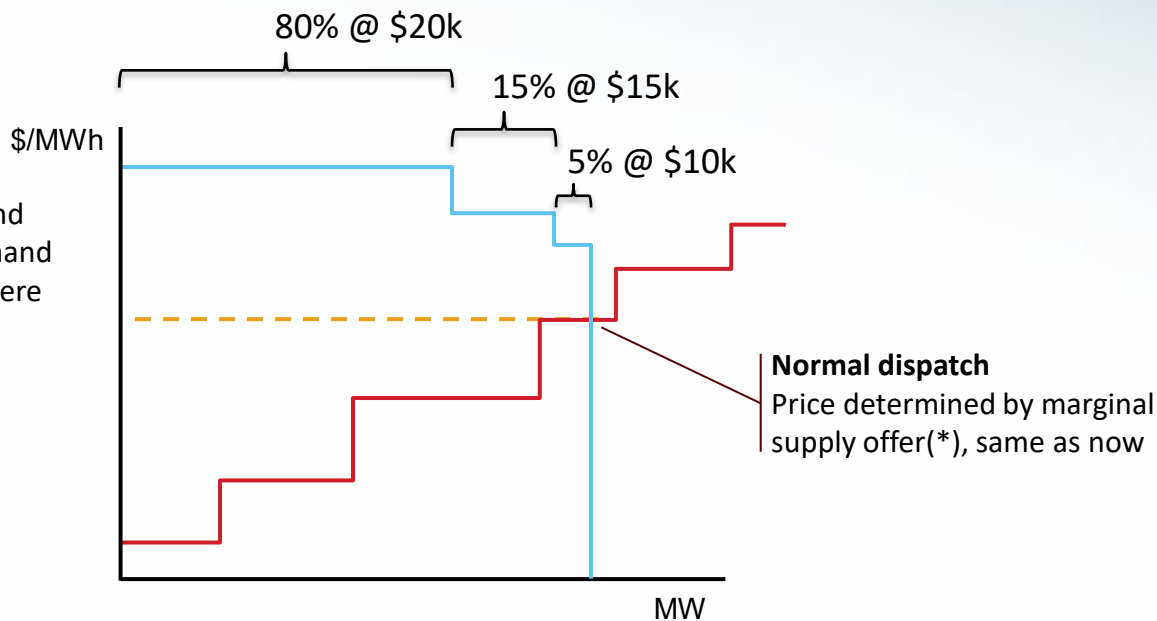 80% @ $20k
15% @ $15k
5% @ $10k
$/MWh
nd
nand
ere
Normal dispatch
Price determined by marginal
supply offer(*), same as now
MW